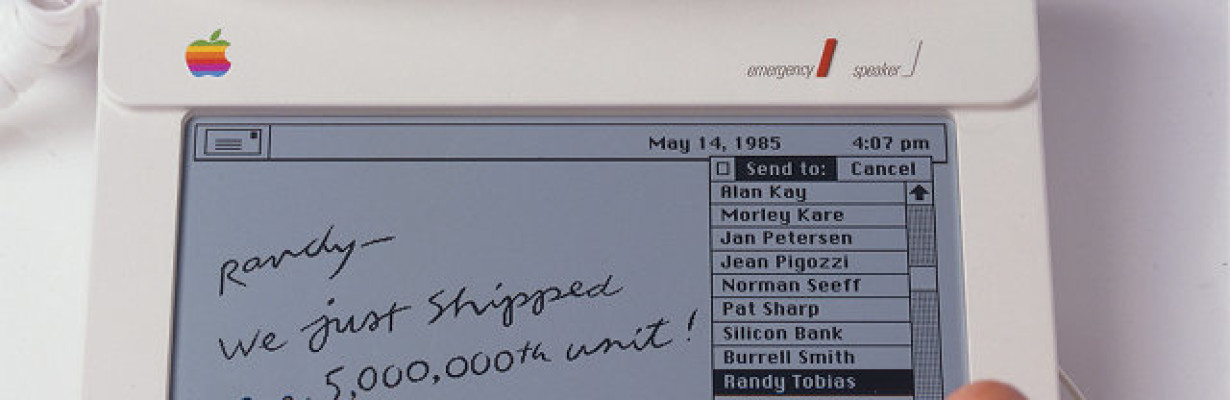 emergency speaker
May 14, 1985 4:07 pm
Send to: Cancel
Alan Kay
Morley Kare
Jan Petersen
Jean Pigozzi
Norman Seeff
Pat Sharp
Silicon Bank
Burrell Smith
Randy Tobias
Randy—
We just shipped
5,000,000th unit!